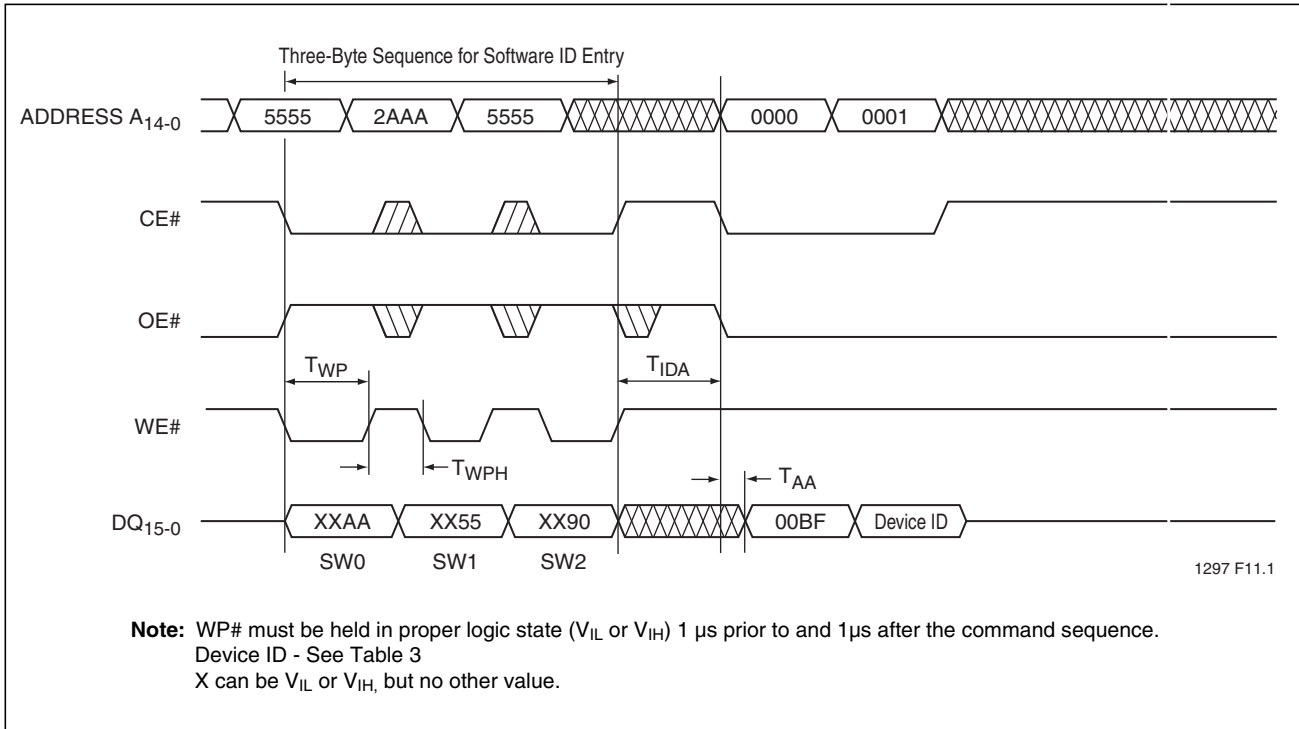 Three-Byte Sequence for Software ID Entry
ADDRESS A14-0 5555 2AAA 5555 0000 0001
CE#
OE#
TWP TIDA
WE#
TWPH TAA
DQ15-0 XXAA XX55 XX90 00BF Device ID
SW0 SW1 SW2
1297 F11.1
Note: WP# must be held in proper logic state (VIL or VIH) 1 µs prior to and 1µs after the command sequence.
Device ID - See Table 3
X can be VIL or VIH, but no other value.